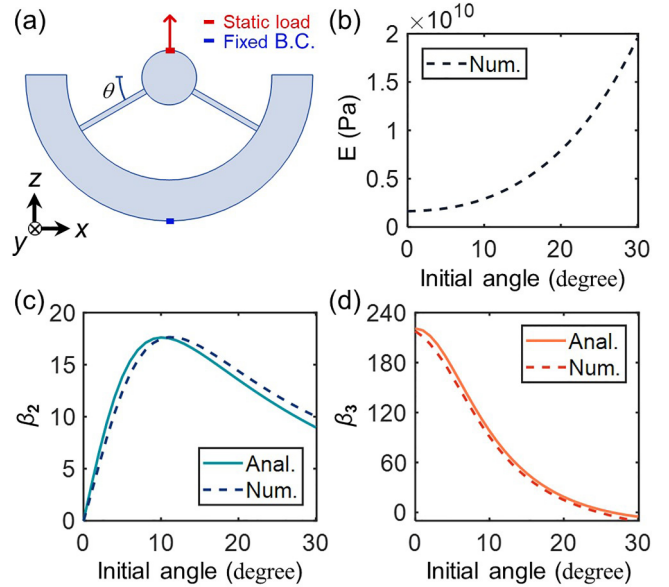 (a)
Static load
Fixed B.C.
θ
z
y
x
(b)
×10¹⁰
2
1.5
1
0.5
0
E (Pa)
Num.
0 10 20 30
Initial angle (degree)
(c)
20
15
10
5
0
β₂
Anal.
Num.
0 10 20 30
Initial angle (degree)
(d)
240
180
120
60
0
β₃
Anal.
Num.
0 10 20 30
Initial angle (degree)